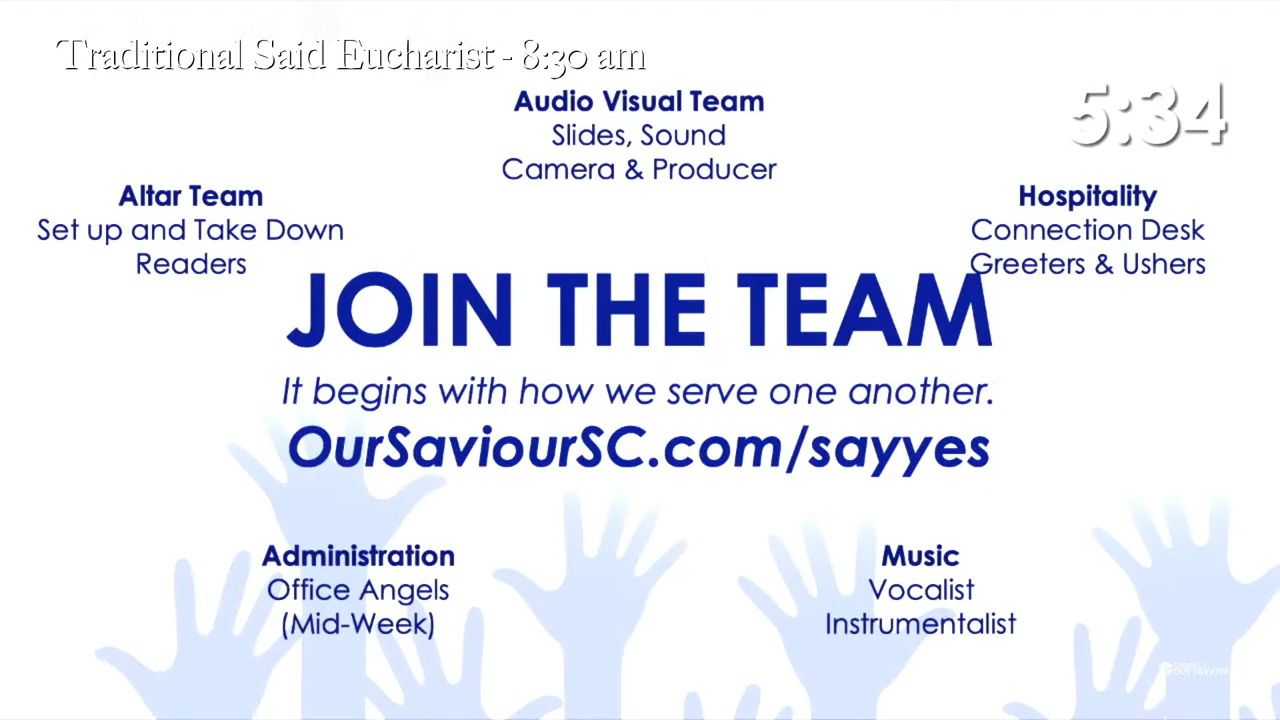 Traditional Said Eucharist - 8:30 am
5:34
Audio Visual Team
Slides, Sound
Camera & Producer
Altar Team
Set up and Take Down
Readers
Hospitality
Connection Desk
Greeters & Ushers
JOIN THE TEAM
It begins with how we serve one another.
OurSaviourSC.com/sayyes
Administration
Office Angels
(Mid-Week)
Music
Vocalist
Instrumentalist
OUR SAVIOUR